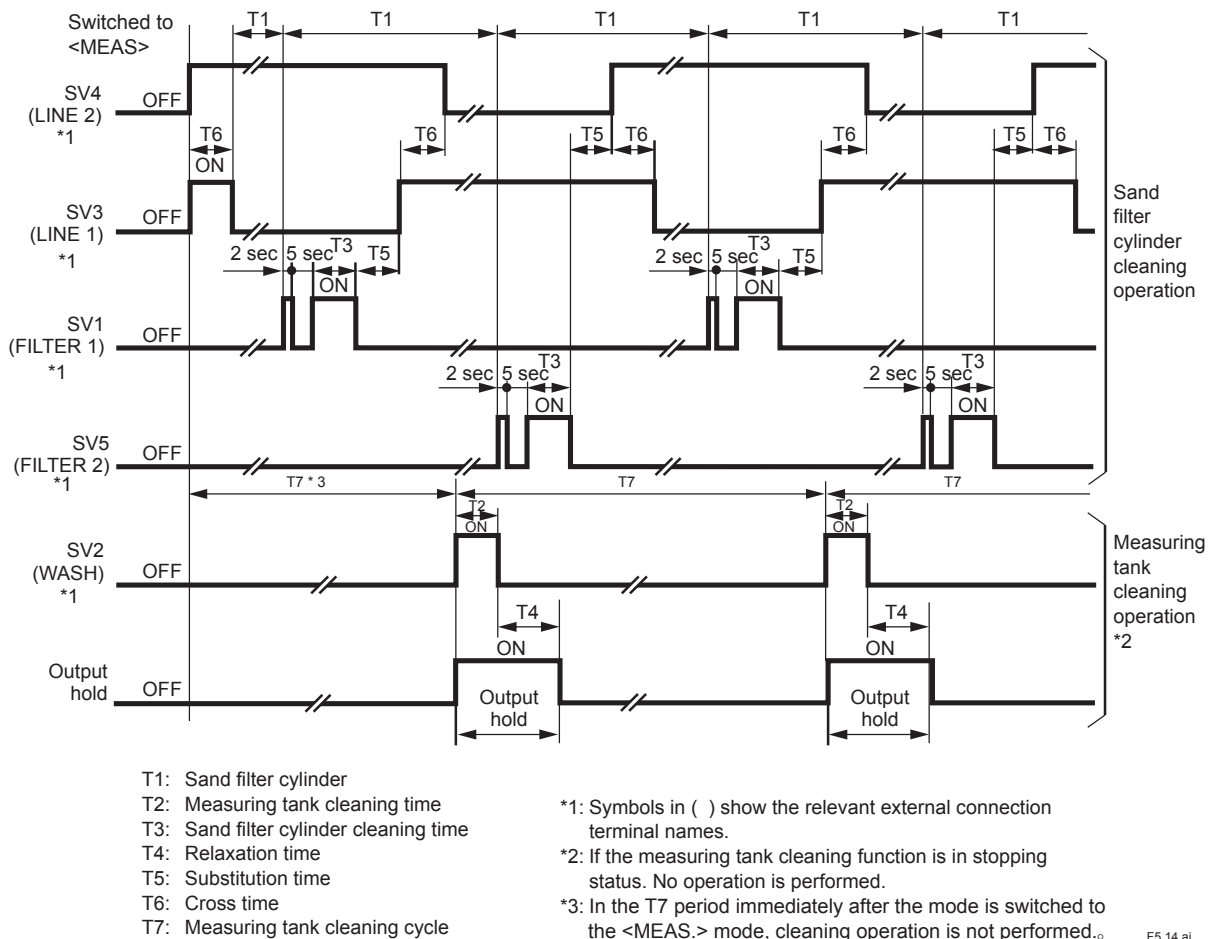 Switched to
<MEAS>
T1 T1 T1 T1 T1
SV4
(LINE 2)
*1
OFF
T6
ON
T6 T5 T6 T6 T5 T6
SV3
(LINE 1)
*1
OFF
2 sec 5 sec T3 T5
ON
2 sec 5 sec T3 T5
ON
SV1
(FILTER 1)
*1
OFF
2 sec 5 sec T3
ON
2 sec 5 sec T3
ON
SV5
(FILTER 2)
*1
OFF
Sand
filter
cylinder
cleaning
operation
T7 * 3 T7 T7
T2
ON
T2
ON
SV2
(WASH)
*1
OFF
T4 T4
ON ON
Output
hold
OFF
Output
hold
Output
hold
Measuring
tank
cleaning
operation
*2
T1: Sand filter cylinder
T2: Measuring tank cleaning time
T3: Sand filter cylinder cleaning time
T4: Relaxation time
T5: Substitution time
T6: Cross time
T7: Measuring tank cleaning cycle
*1: Symbols in ( ) show the relevant external connection
terminal names.
*2: If the measuring tank cleaning function is in stopping
status. No operation is performed.
*3: In the T7 period immediately after the mode is switched to
the <MEAS.> mode, cleaning operation is not performed.。
F5.14.ai